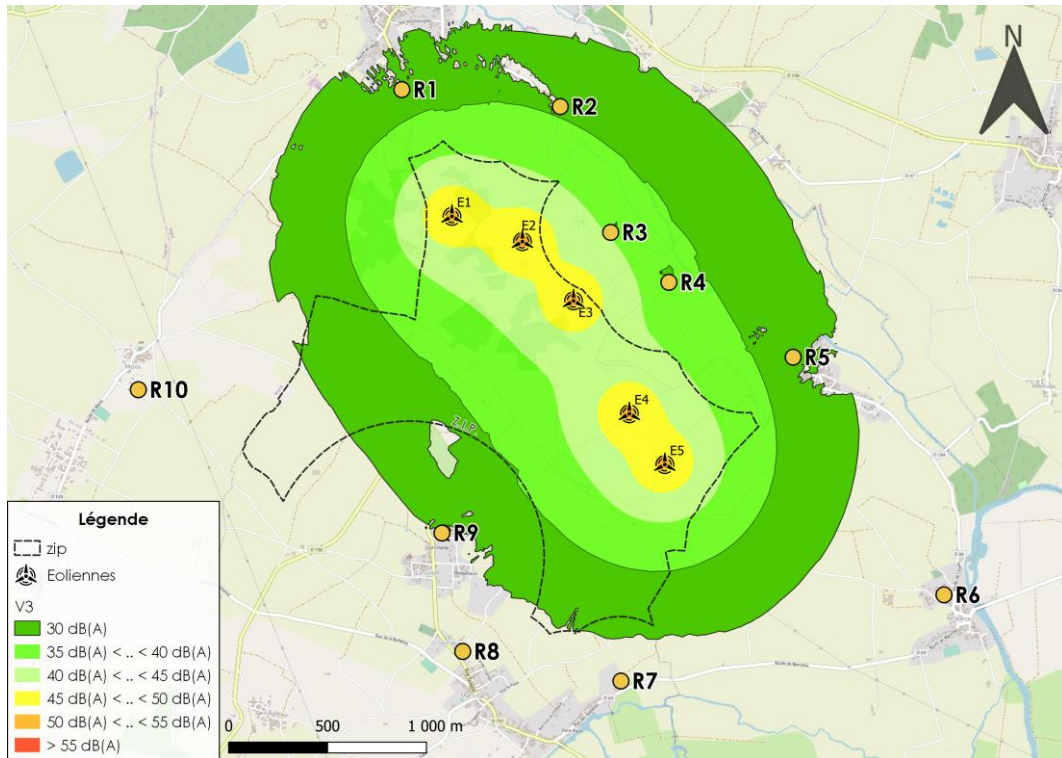 N
R1
R2
E1
E2
R3
R4
E3
R5
R10
E4
Z.I.P.
E5
R9
R6
R8
R7
Légende
zip
Eoliennes
V3
30 dB(A)
35 dB(A) < .. < 40 dB(A)
40 dB(A) < .. < 45 dB(A)
45 dB(A) < .. < 50 dB(A)
50 dB(A) < .. < 55 dB(A)
> 55 dB(A)
0 500 1 000 m